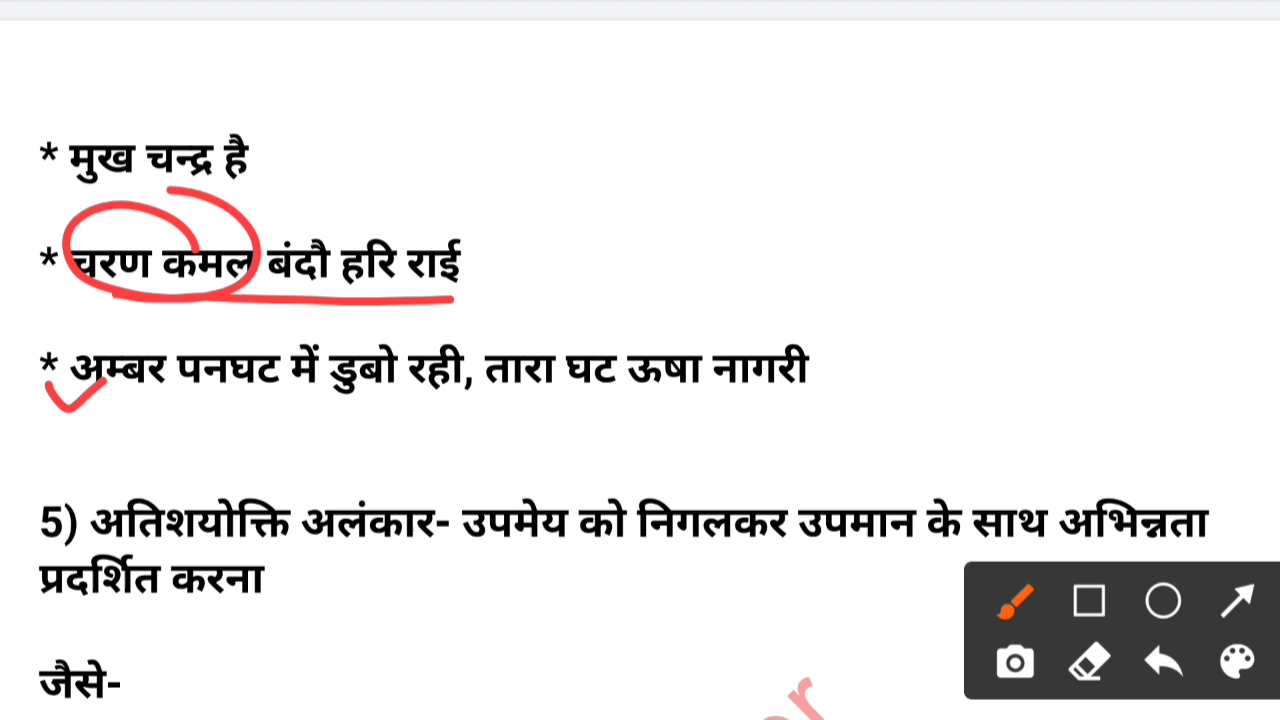 * मुख चन्द्र है
* चरण कमल बंदौ हरि राई
* अम्बर पनघट में डुबो रही, तारा घट ऊषा नागरी
5) अतिशयोक्ति अलंकार- उपमेय को निगलकर उपमान के साथ अभिन्नता
प्रदर्शित करना
जैसे-